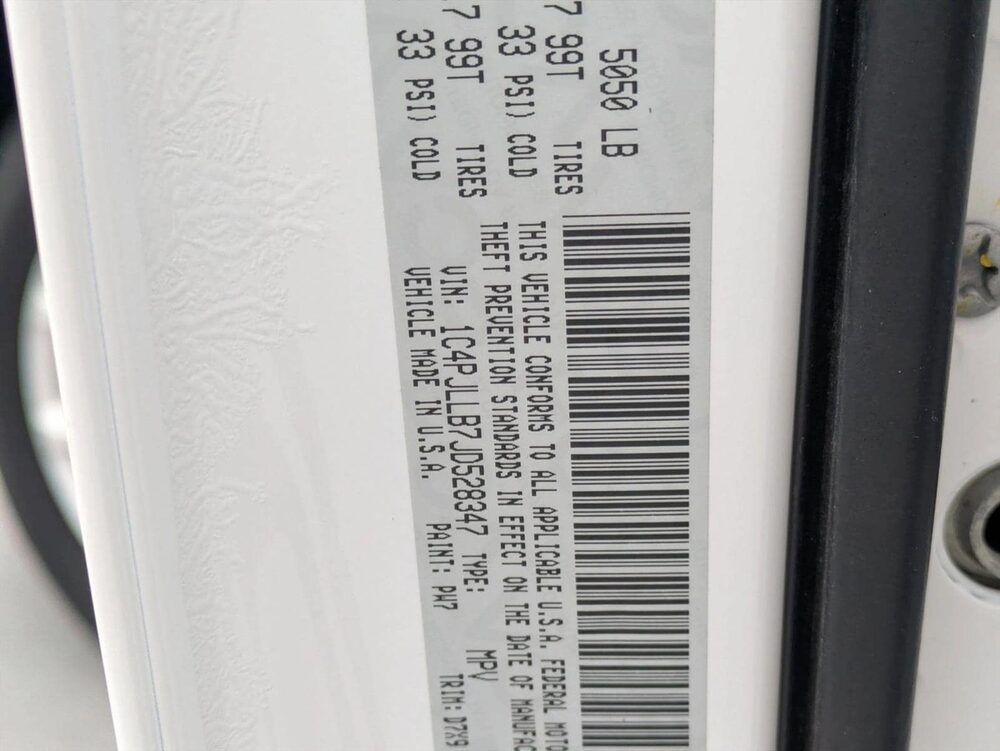 5050 LB
7 99T TIRES
33 PSI) COLD
7 99T TIRES
33 PSI) COLD
THIS VEHICLE CONFORMS TO ALL APPLICABLE U.S.A. FEDERAL MOTO
THEFT PREVENTION STANDARDS IN EFFECT ON THE DATE OF MANUFAC
VIN: 1C4PJLLB7JD528347 TYPE: MPV
VEHICLE MADE IN U.S.A. PAINT: PW7 TRIM: D7X9